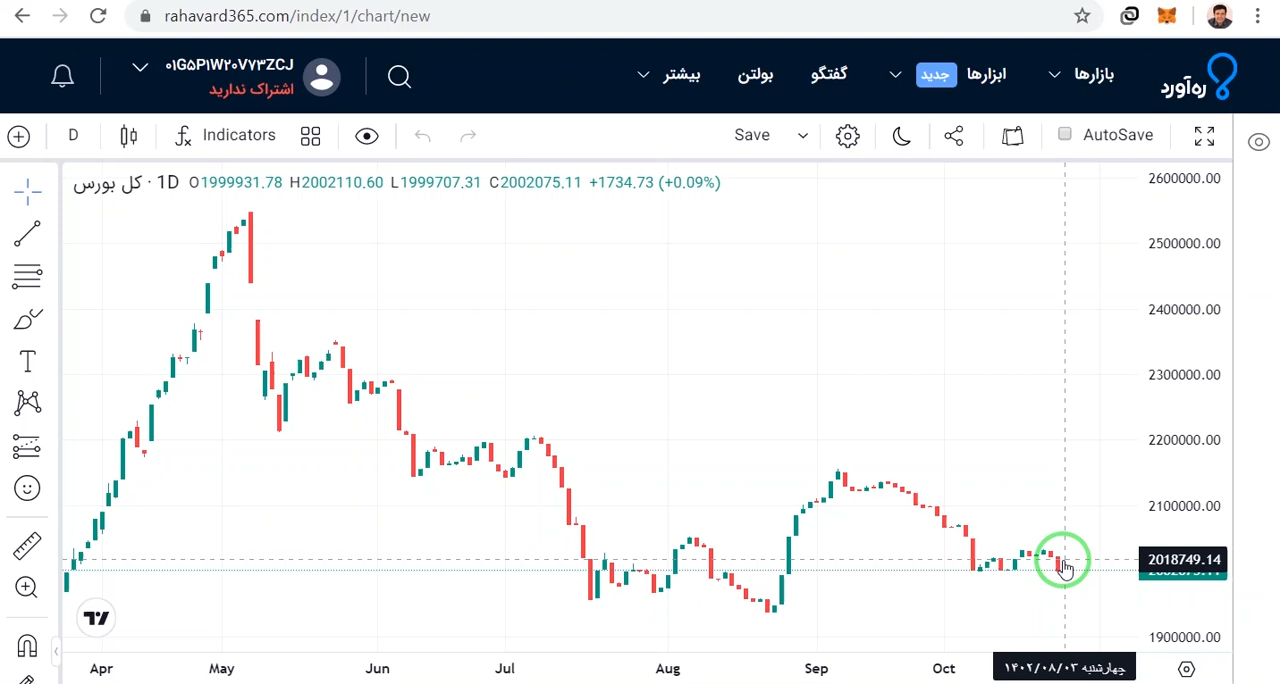 rahavard365.com/index/1/chart/new
۰۱G۵P۱W۲۰V۷۳ZCJ
اشتراک ندارید
بیشتر
بولتن
گفتگو
جدید
ابزارها
بازارها
ره‌آورد
D
Indicators
Save
AutoSave
کل بورس · 1D O1999931.78 H2002110.60 L1999707.31 C2002075.11 +1734.73 (+0.09%)
2600000.00
2500000.00
2400000.00
2300000.00
2200000.00
2100000.00
2018749.14
1900000.00
Apr May Jun Jul Aug Sep Oct
چهارشنبه ۱۴۰۲/۰۸/۰۳